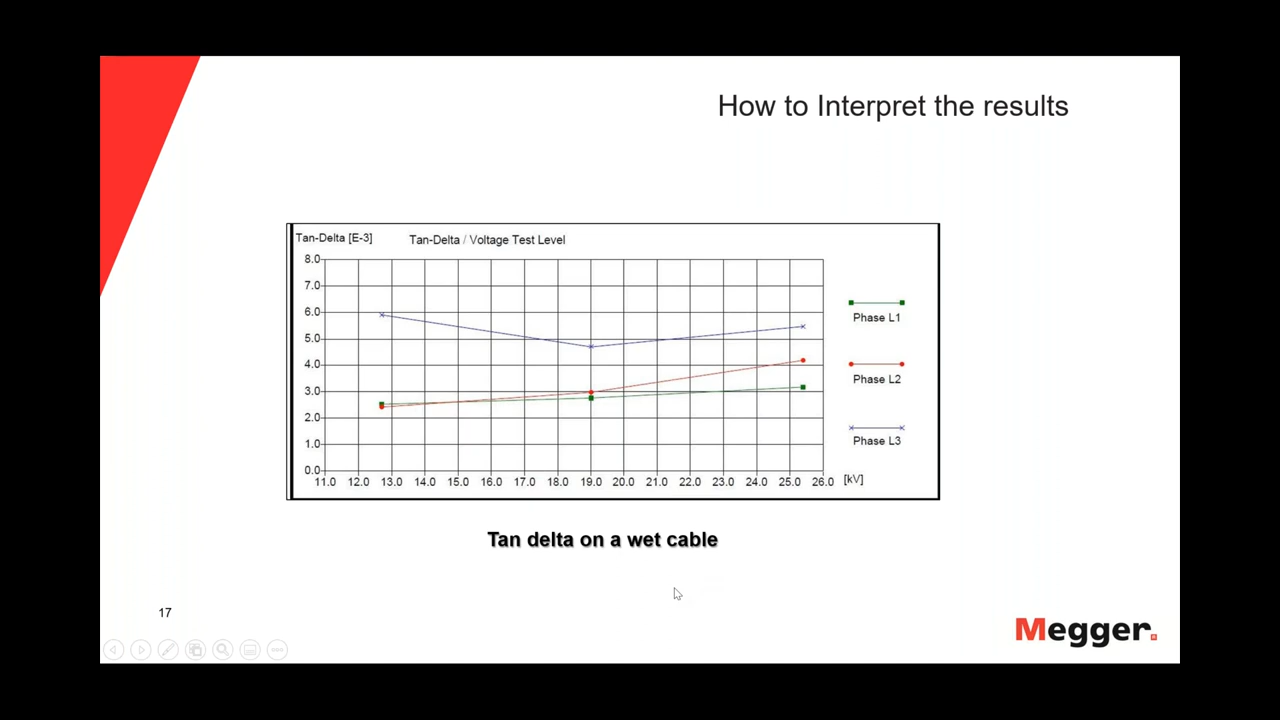 How to Interpret the results
Tan-Delta [E-3]
Tan-Delta / Voltage Test Level
8.0
7.0
6.0
5.0
4.0
3.0
2.0
1.0
0.0
11.0 12.0 13.0 14.0 15.0 16.0 17.0 18.0 19.0 20.0 21.0 22.0 23.0 24.0 25.0 26.0 [kV]
Phase L1
Phase L2
Phase L3
Tan delta on a wet cable
17
Megger.